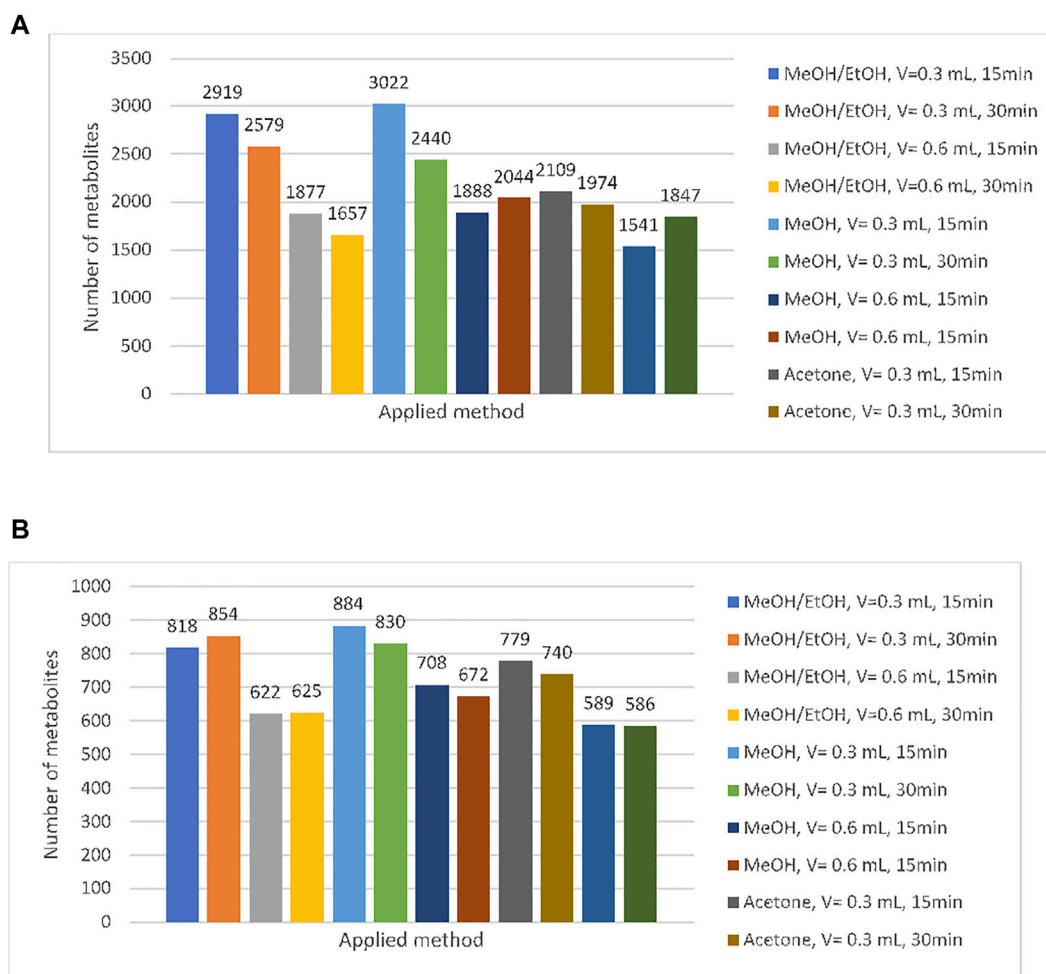 A
3500
3000
2500
2000
1500
1000
500
0
Number of metabolites
2919
2579
1877
1657
3022
2440
1888
2044
2109
1974
1541
1847
Applied method
MeOH/EtOH, V=0.3 mL, 15min
MeOH/EtOH, V= 0.3 mL, 30min
MeOH/EtOH, V= 0.6 mL, 15min
MeOH/EtOH, V=0.6 mL, 30min
MeOH, V= 0.3 mL, 15min
MeOH, V= 0.3 mL, 30min
MeOH, V= 0.6 mL, 15min
MeOH, V= 0.6 mL, 15min
Acetone, V= 0.3 mL, 15min
Acetone, V= 0.3 mL, 30min
B
1000
900
800
700
600
500
400
300
200
100
0
Number of metabolites
818
854
622
625
884
830
708
672
779
740
589
586
Applied method
MeOH/EtOH, V=0.3 mL, 15min
MeOH/EtOH, V= 0.3 mL, 30min
MeOH/EtOH, V= 0.6 mL, 15min
MeOH/EtOH, V=0.6 mL, 30min
MeOH, V= 0.3 mL, 15min
MeOH, V= 0.3 mL, 30min
MeOH, V= 0.6 mL, 15min
MeOH, V= 0.6 mL, 15min
Acetone, V= 0.3 mL, 15min
Acetone, V= 0.3 mL, 30min